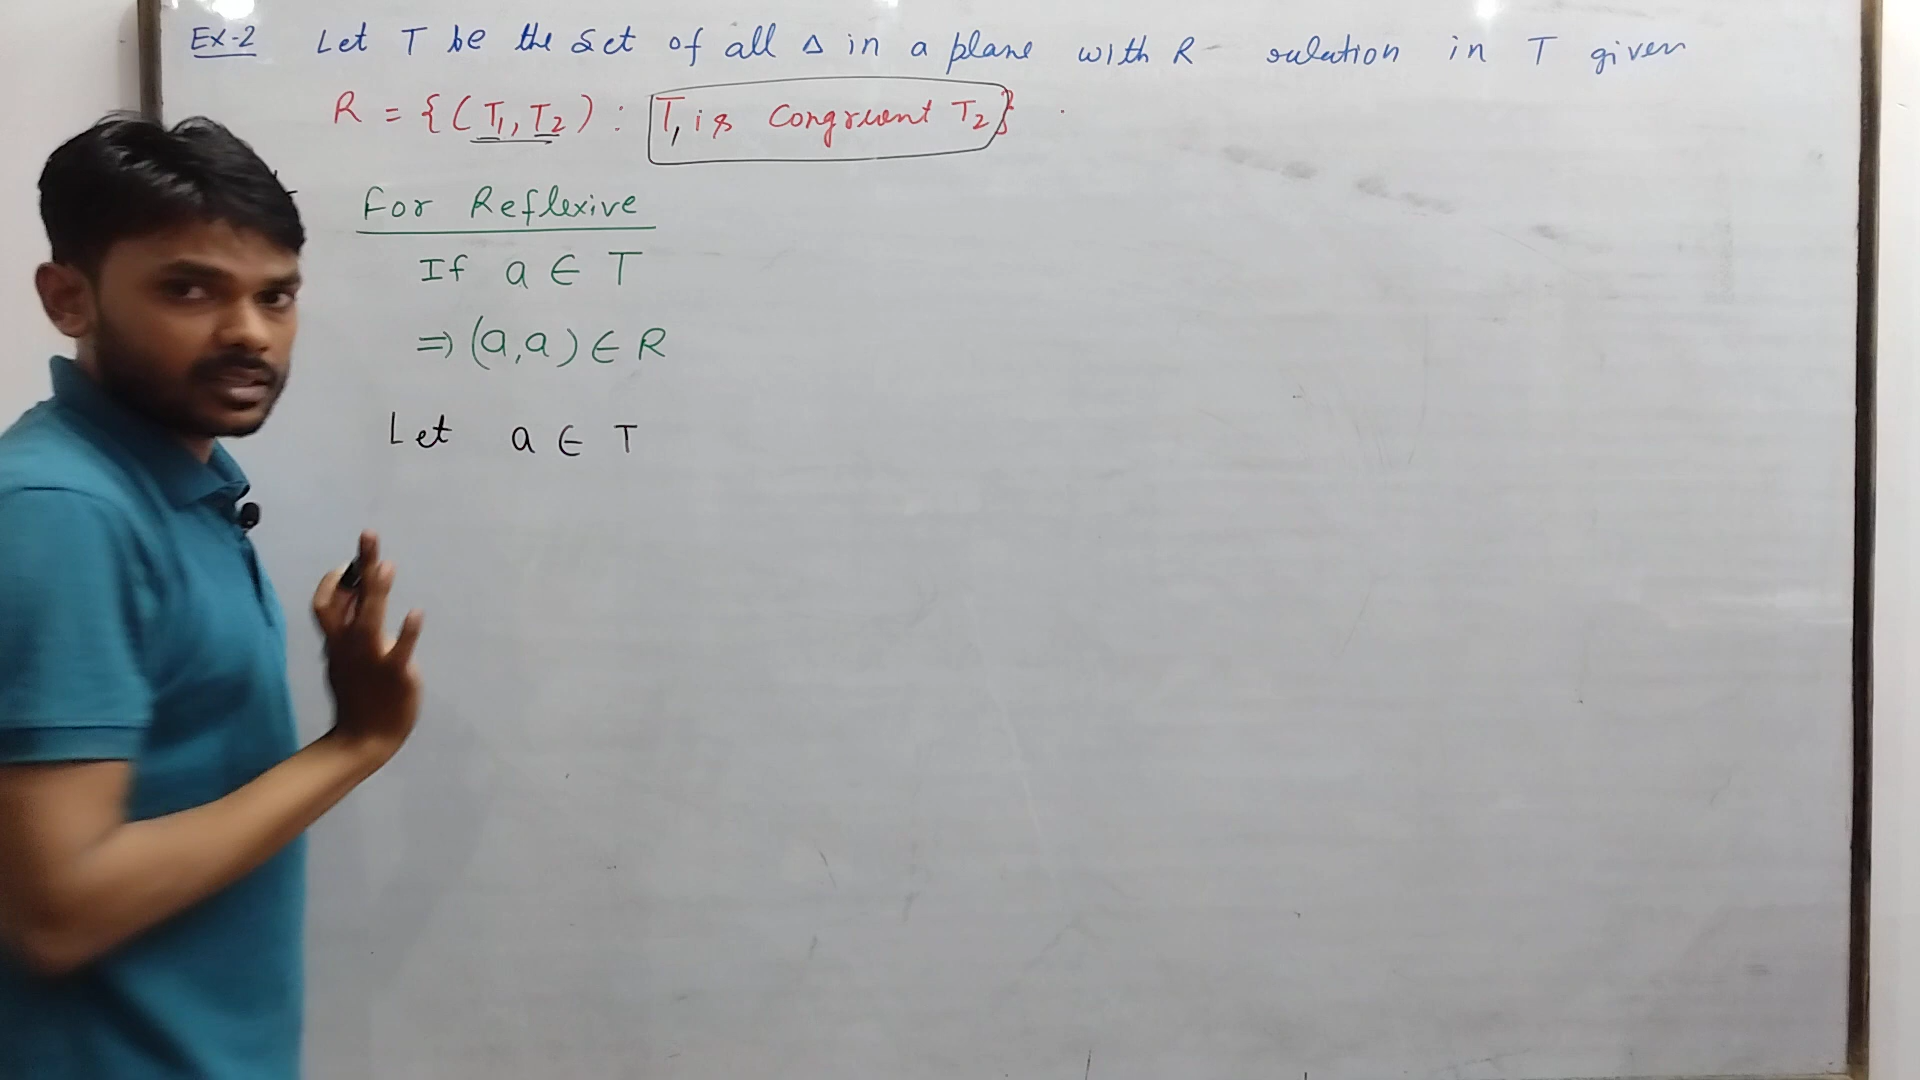 Ex-2 Let T be the set of all Δ in a plane with R relation in T given
R = {(T₁, T₂) : T₁ is Congruent T₂}
For Reflexive
If a ∈ T
⇒ (a, a) ∈ R
Let a ∈ T